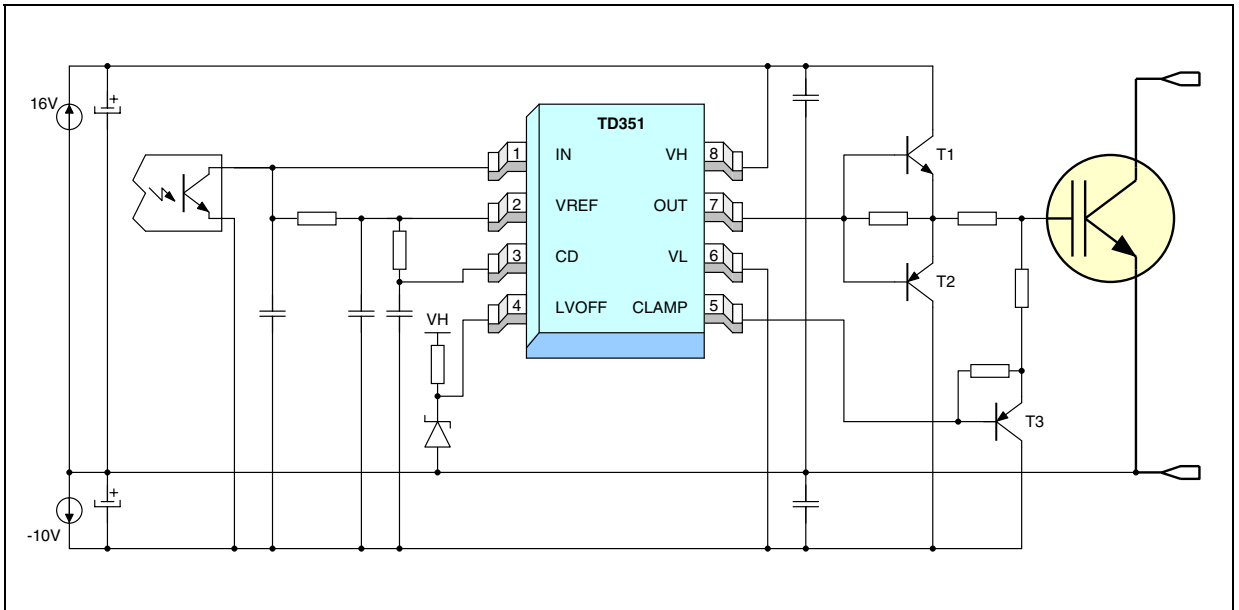 16V
+
TD351
1 IN VH 8
T1
2 VREF OUT 7
3 CD VL 6
T2
4 LVOFF CLAMP 5
VH
T3
+
-10V